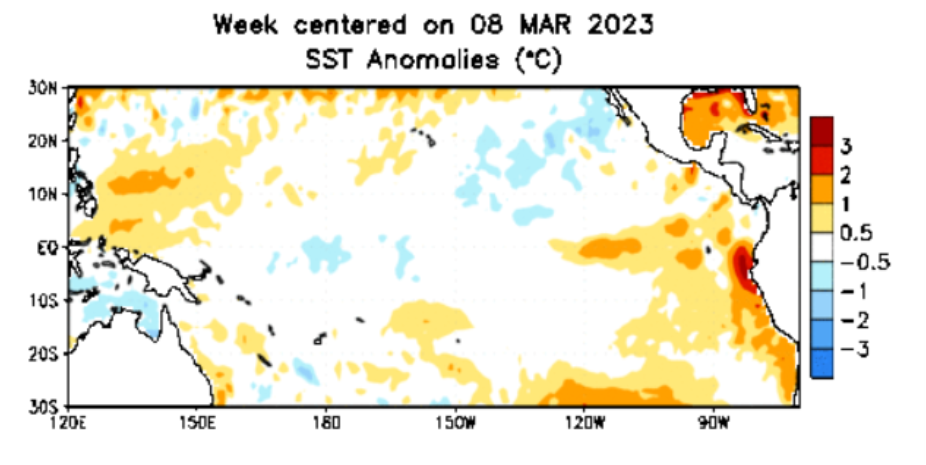 Week centered on 08 MAR 2023
SST Anomalies (°C)
30N
20N
10N
EQ
10S
20S
30S
120E 150E 180 150W 120W 90W
3
2
1
0.5
-0.5
-1
-2
-3